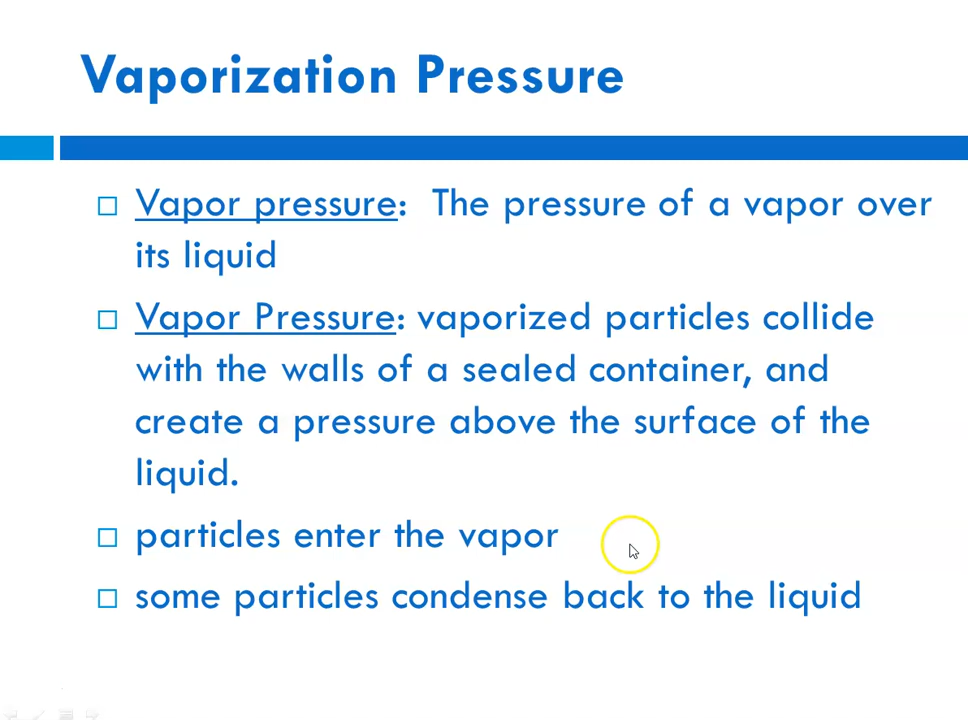 Vaporization Pressure
Vapor pressure: The pressure of a vapor over
its liquid
Vapor Pressure: vaporized particles collide
with the walls of a sealed container, and
create a pressure above the surface of the
liquid.
particles enter the vapor
some particles condense back to the liquid